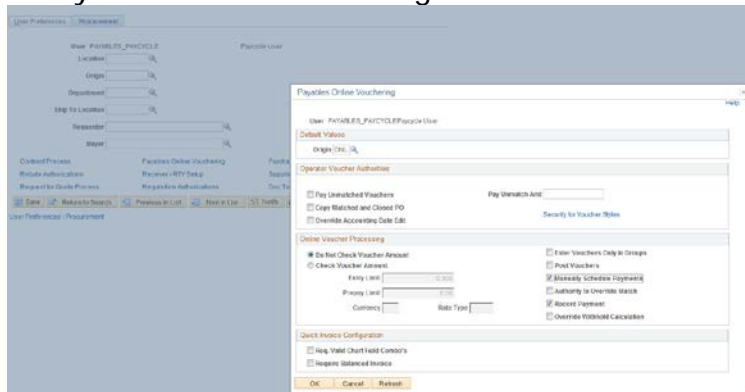 User Preferences
Procurement
User PAYABLES_PAYCYCLE
Paycycle User
Location
Origin
Department
Ship To Location
Requester
Buyer
Contract Process
Payables Online Vouchering
Rebate Authorizations
Receiver / RTV Setup
Request for Quote Process
Requisition Authorizations
Doc
Save
Return to Search
Previous in List
Next in List
Notify
User Preferences | Procurement
Payables Online Vouchering
Help
User PAYABLES_PAYCYCLEPaycycle User
Default Values
Origin ONL
Operator Voucher Authorities
Pay Unmatched Vouchers
Pay Unmatch Amt
Copy Matched and Closed PO
Security for Voucher Styles
Override Accounting Date Edit
Online Voucher Processing
Do Not Check Voucher Amount
Enter Vouchers Only in Groups
Check Voucher Amount
Post Vouchers
Entry Limit
Manually Schedule Payments
Prepay Limit
Authority to Override Match
Record Payment
Currency
Rate Type
Override Withhold Calculation
Quick Invoice Configuration
Req. Valid Chart Field Combo's
Require Balanced Invoice
OK
Cancel
Refresh